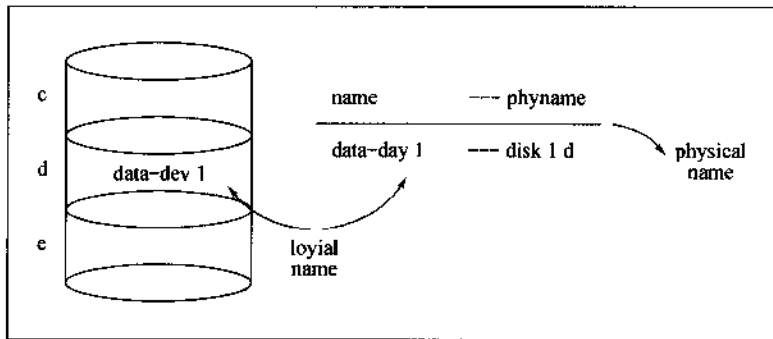 c
name --- phyname
d
data-dev 1
data-day 1 --- disk 1 d
physical
name
e
loyial
name